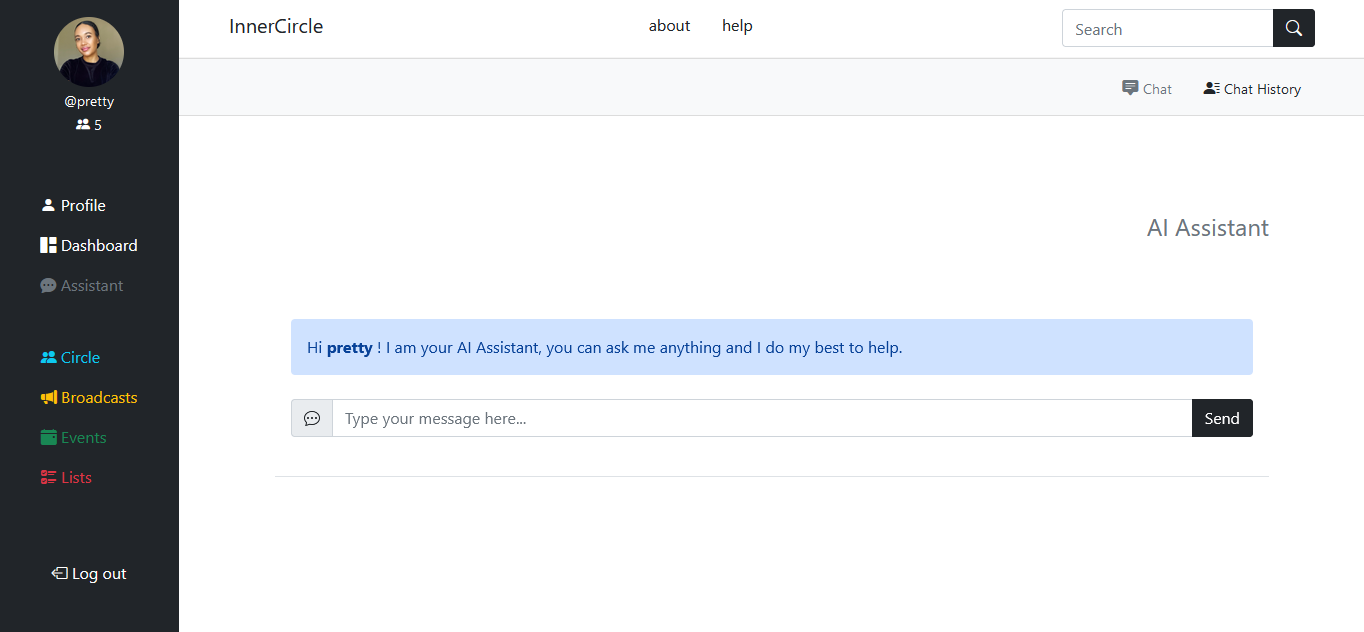 @pretty
5
Profile
Dashboard
Assistant
Circle
Broadcasts
Events
Lists
Log out
InnerCircle
about
help
Search
Chat
Chat History
AI Assistant
Hi pretty ! I am your AI Assistant, you can ask me anything and I do my best to help.
Type your message here...
Send